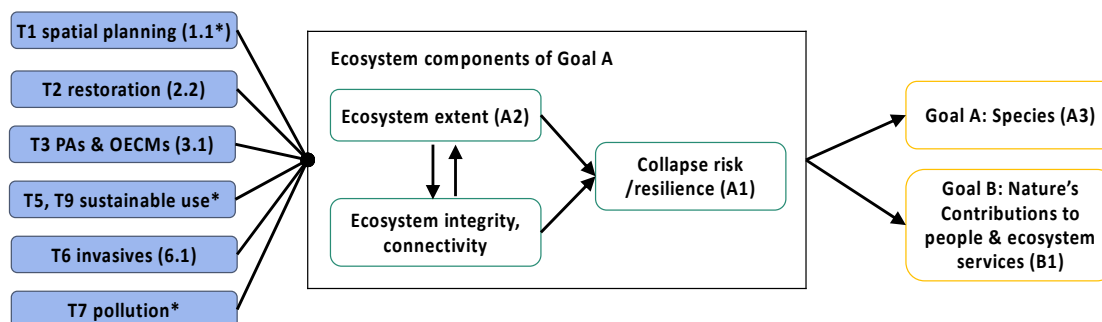 T1 spatial planning (1.1*)
T2 restoration (2.2)
T3 PAs & OECMs (3.1)
T5, T9 sustainable use*
T6 invasives (6.1)
T7 pollution*
Ecosystem components of Goal A
Ecosystem extent (A2)
Ecosystem integrity,
connectivity
Collapse risk
/resilience (A1)
Goal A: Species (A3)
Goal B: Nature’s
Contributions to
people & ecosystem
services (B1)